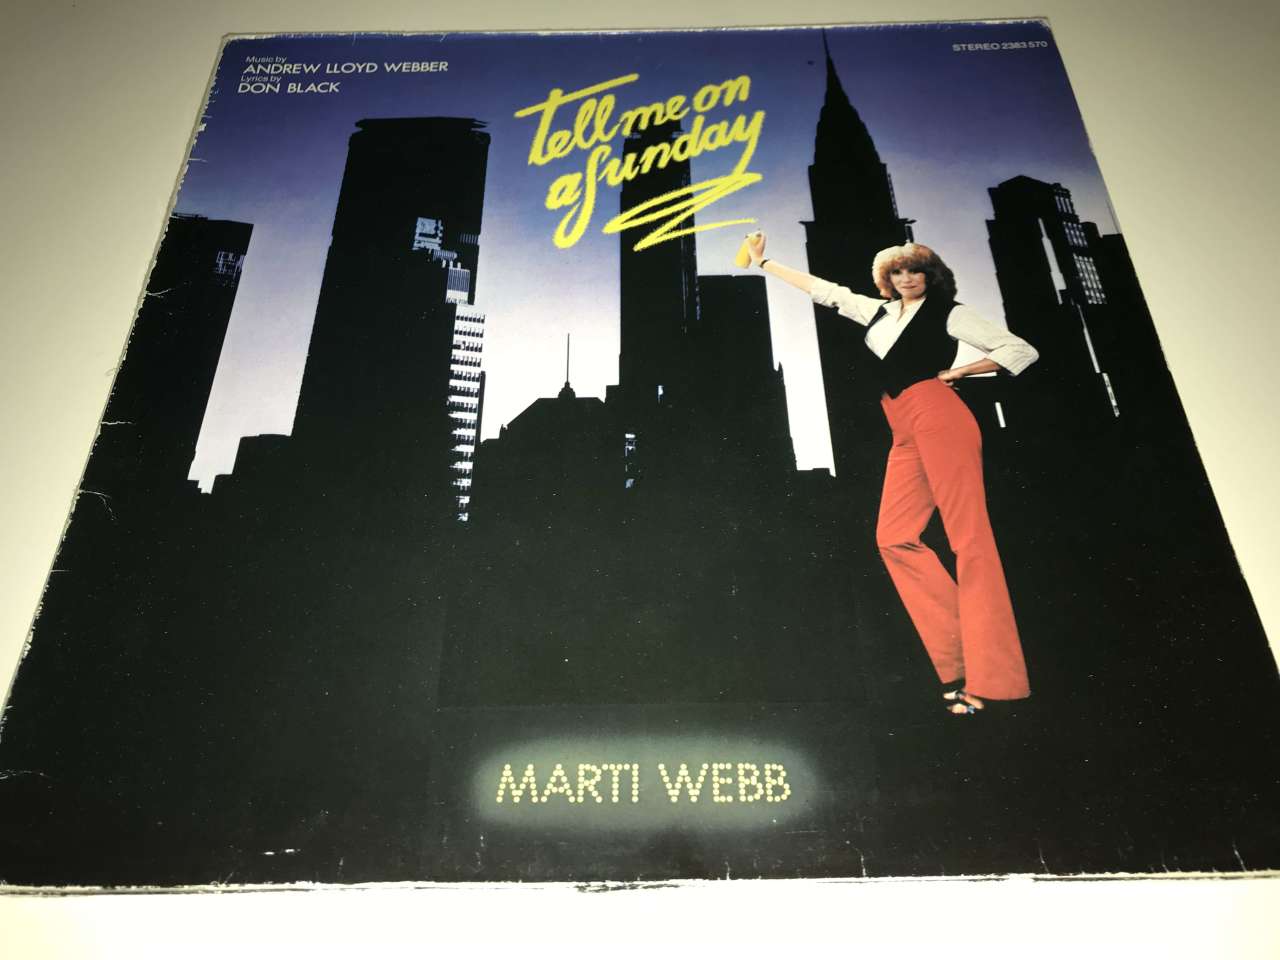 Music by
ANDREW LLOYD WEBBER
Lyrics by
DON BLACK
STEREO 2383 570
Tell me on
a Sunday
MARTI WEBB